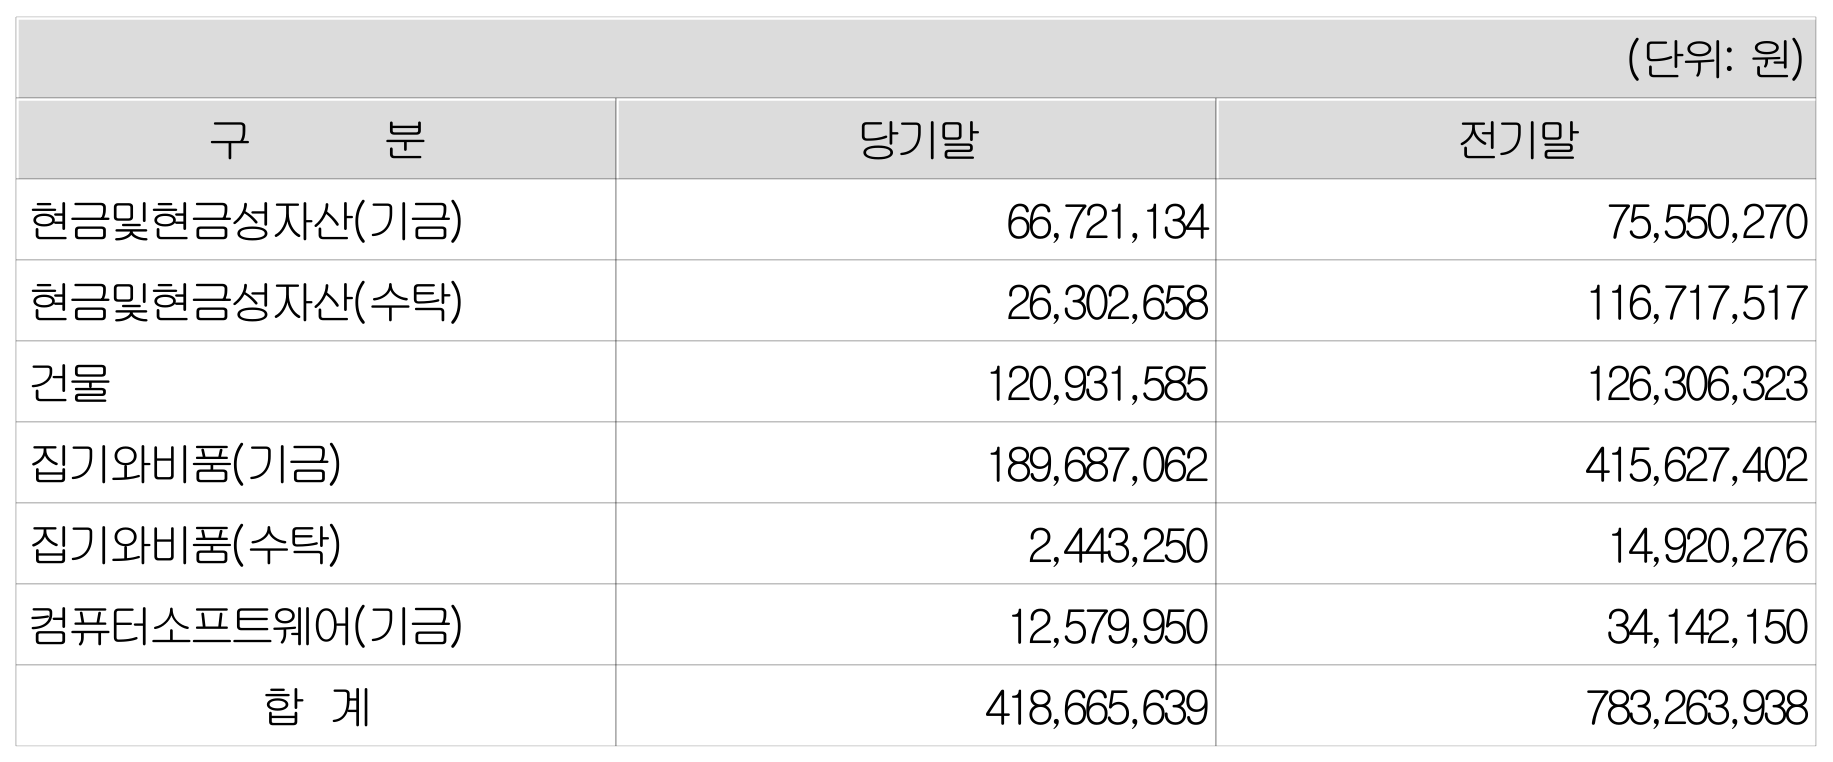 (단위: 원)
구 분 당기말 전기말
현금및현금성자산(기금) 66,721,134 75,550,270
현금및현금성자산(수탁) 26,302,658 116,717,517
건물 120,931,585 126,306,323
집기와비품(기금) 189,687,062 415,627,402
집기와비품(수탁) 2,443,250 14,920,276
컴퓨터소프트웨어(기금) 12,579,950 34,142,150
합 계 418,665,639 783,263,938